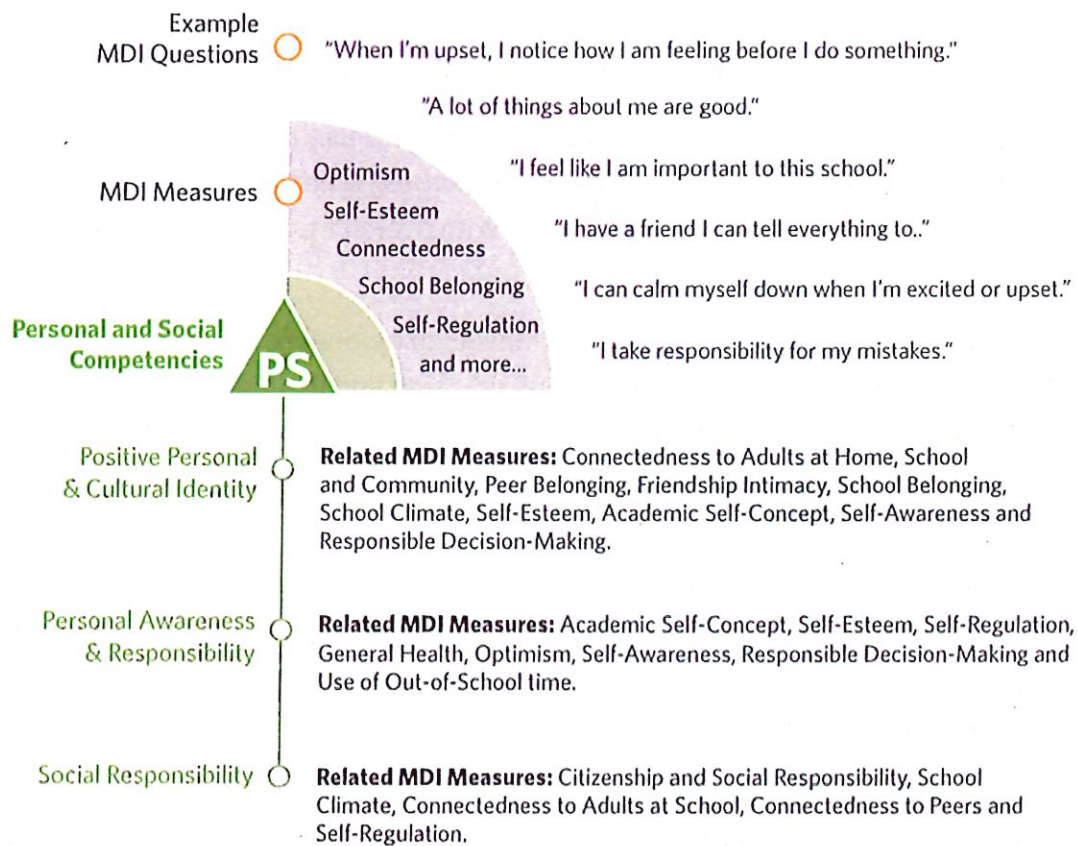 Example
MDI Questions
"When I'm upset, I notice how I am feeling before I do something."
"A lot of things about me are good."
"I feel like I am important to this school."
"I have a friend I can tell everything to.."
"I can calm myself down when I'm excited or upset."
"I take responsibility for my mistakes."
MDI Measures
Optimism
Self-Esteem
Connectedness
School Belonging
Self-Regulation
and more...
Personal and Social
Competencies
PS
Positive Personal
& Cultural Identity
Related MDI Measures: Connectedness to Adults at Home, School
and Community, Peer Belonging, Friendship Intimacy, School Belonging,
School Climate, Self-Esteem, Academic Self-Concept, Self-Awareness and
Responsible Decision-Making.
Personal Awareness
& Responsibility
Related MDI Measures: Academic Self-Concept, Self-Esteem, Self-Regulation,
General Health, Optimism, Self-Awareness, Responsible Decision-Making and
Use of Out-of-School time.
Social Responsibility
Related MDI Measures: Citizenship and Social Responsibility, School
Climate, Connectedness to Adults at School, Connectedness to Peers and
Self-Regulation.